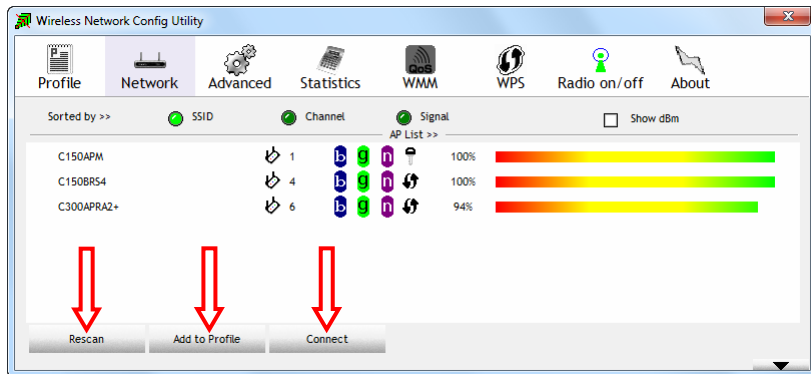 Wireless Network Config Utility
Profile Network Advanced Statistics WMM WPS Radio on/off About
QoS
Sorted by >> SSID Channel Signal Show dBm
AP List >>
C150APM 1 b g n 100%
C150BRS4 4 b g n 100%
C300APRA2+ 6 b g n 94%
Rescan Add to Profile Connect